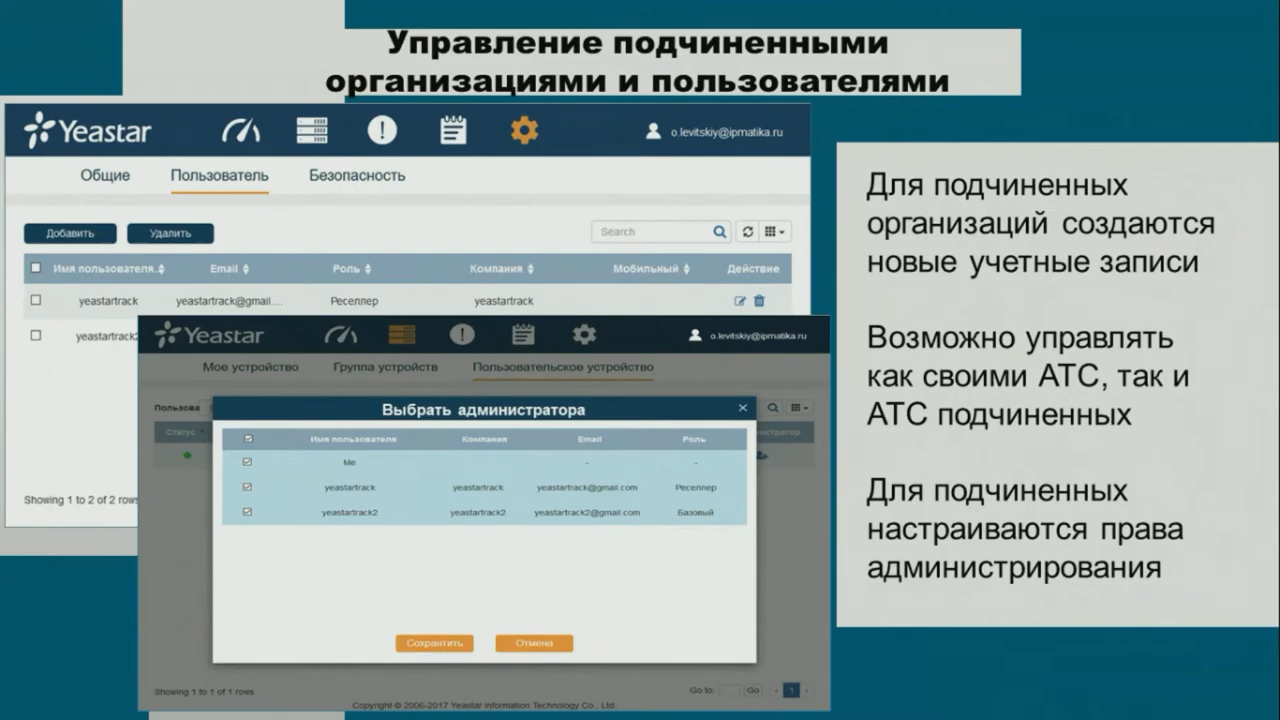 Управление подчиненными
организациями и пользователями
Yeastar
o.levitskiy@ipmatika.ru
Общие Пользователь Безопасность
Добавить Удалить Search
Имя пользователя. Email Роль Компания Мобильный Действие
yeastartrack yeastartrack@gmail.... Реселлер yeastartrack
yeastartrack2
Showing 1 to 2 of 2 rows
Yeastar
o.levitskiy@ipmatika.ru
Мое устройство Группа устройств Пользовательское устройство
Пользова
Статус
Выбрать администратора
Имя пользователя Компания Email Роль
Me - -
yeastartrack yeastartrack yeastartrack@gmail.com Реселлер
yeastartrack2 yeastartrack2 yeastartrack2@gmail.com Базовый
Сохрантить Отмена
Showing 1 to 1 of 1 rows
Go to: Go 1
Copyright © 2006-2017 Yeastar Information Technology Co., Ltd.
Для подчиненных
организаций создаются
новые учетные записи
Возможно управлять
как своими АТС, так и
АТС подчиненных
Для подчиненных
настраиваются права
администрирования